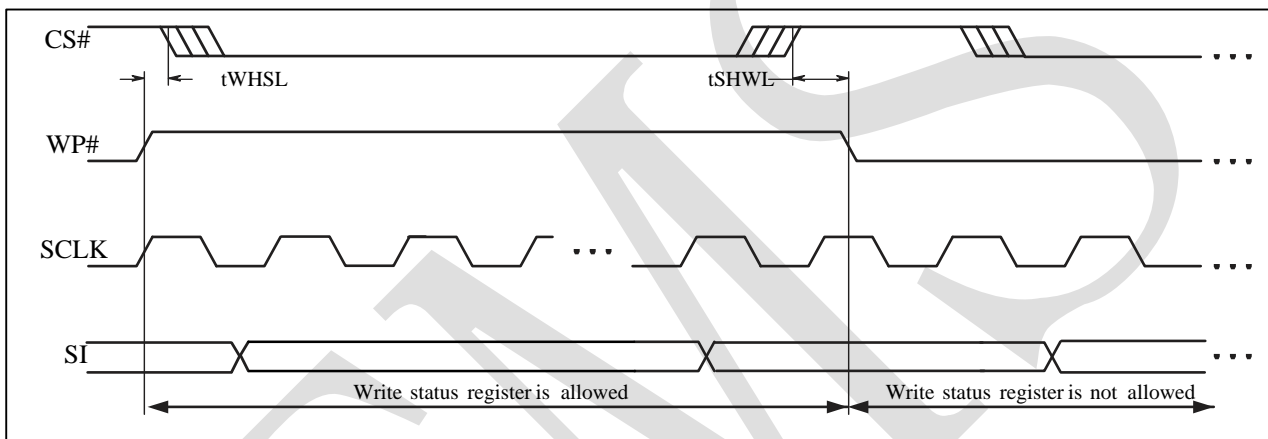 CS#
tWHSL
tSHWL
WP#
SCLK
SI
Write status register is allowed
Write status register is not allowed